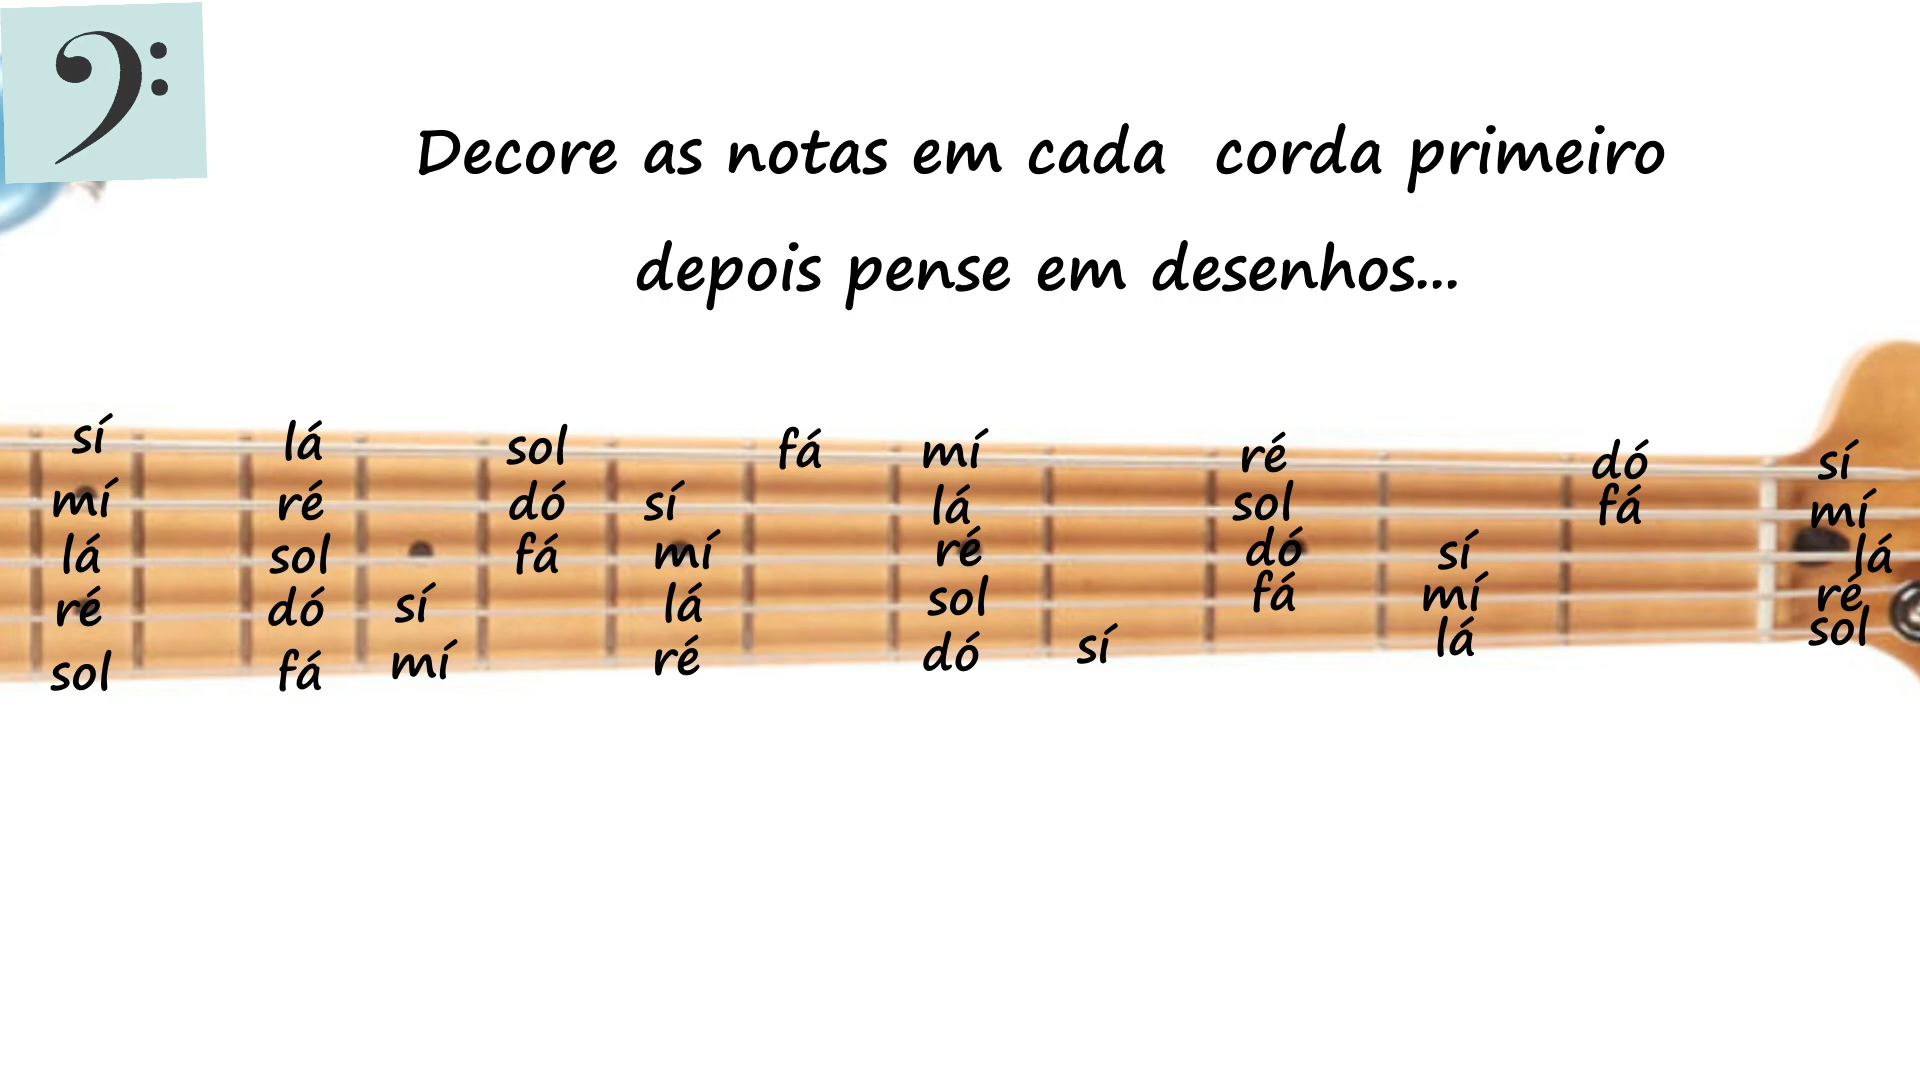 Decore as notas em cada corda primeiro
depois pense em desenhos...
sí lá sol fá mí ré dó sí
mí ré dó sí lá sol fá mí
lá sol fá mí ré dó sí lá
ré dó sí lá sol fá mí ré
sol fá mí ré dó sí lá sol